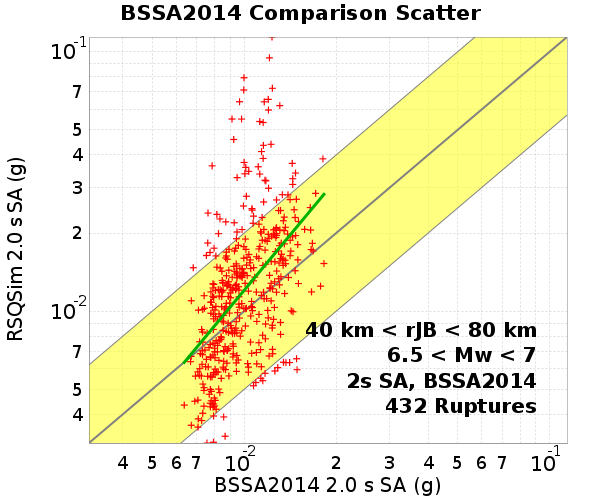 BSSA2014 Comparison Scatter
RSQSim 2.0 s SA (g)
10-1
7
5
4
3
2
10-2
7
5
4
40 km < rJB < 80 km
6.5 < Mw < 7
2s SA, BSSA2014
432 Ruptures
4 5 6 7 10-2 2 3 4 5 6 7 10-1
BSSA2014 2.0 s SA (g)